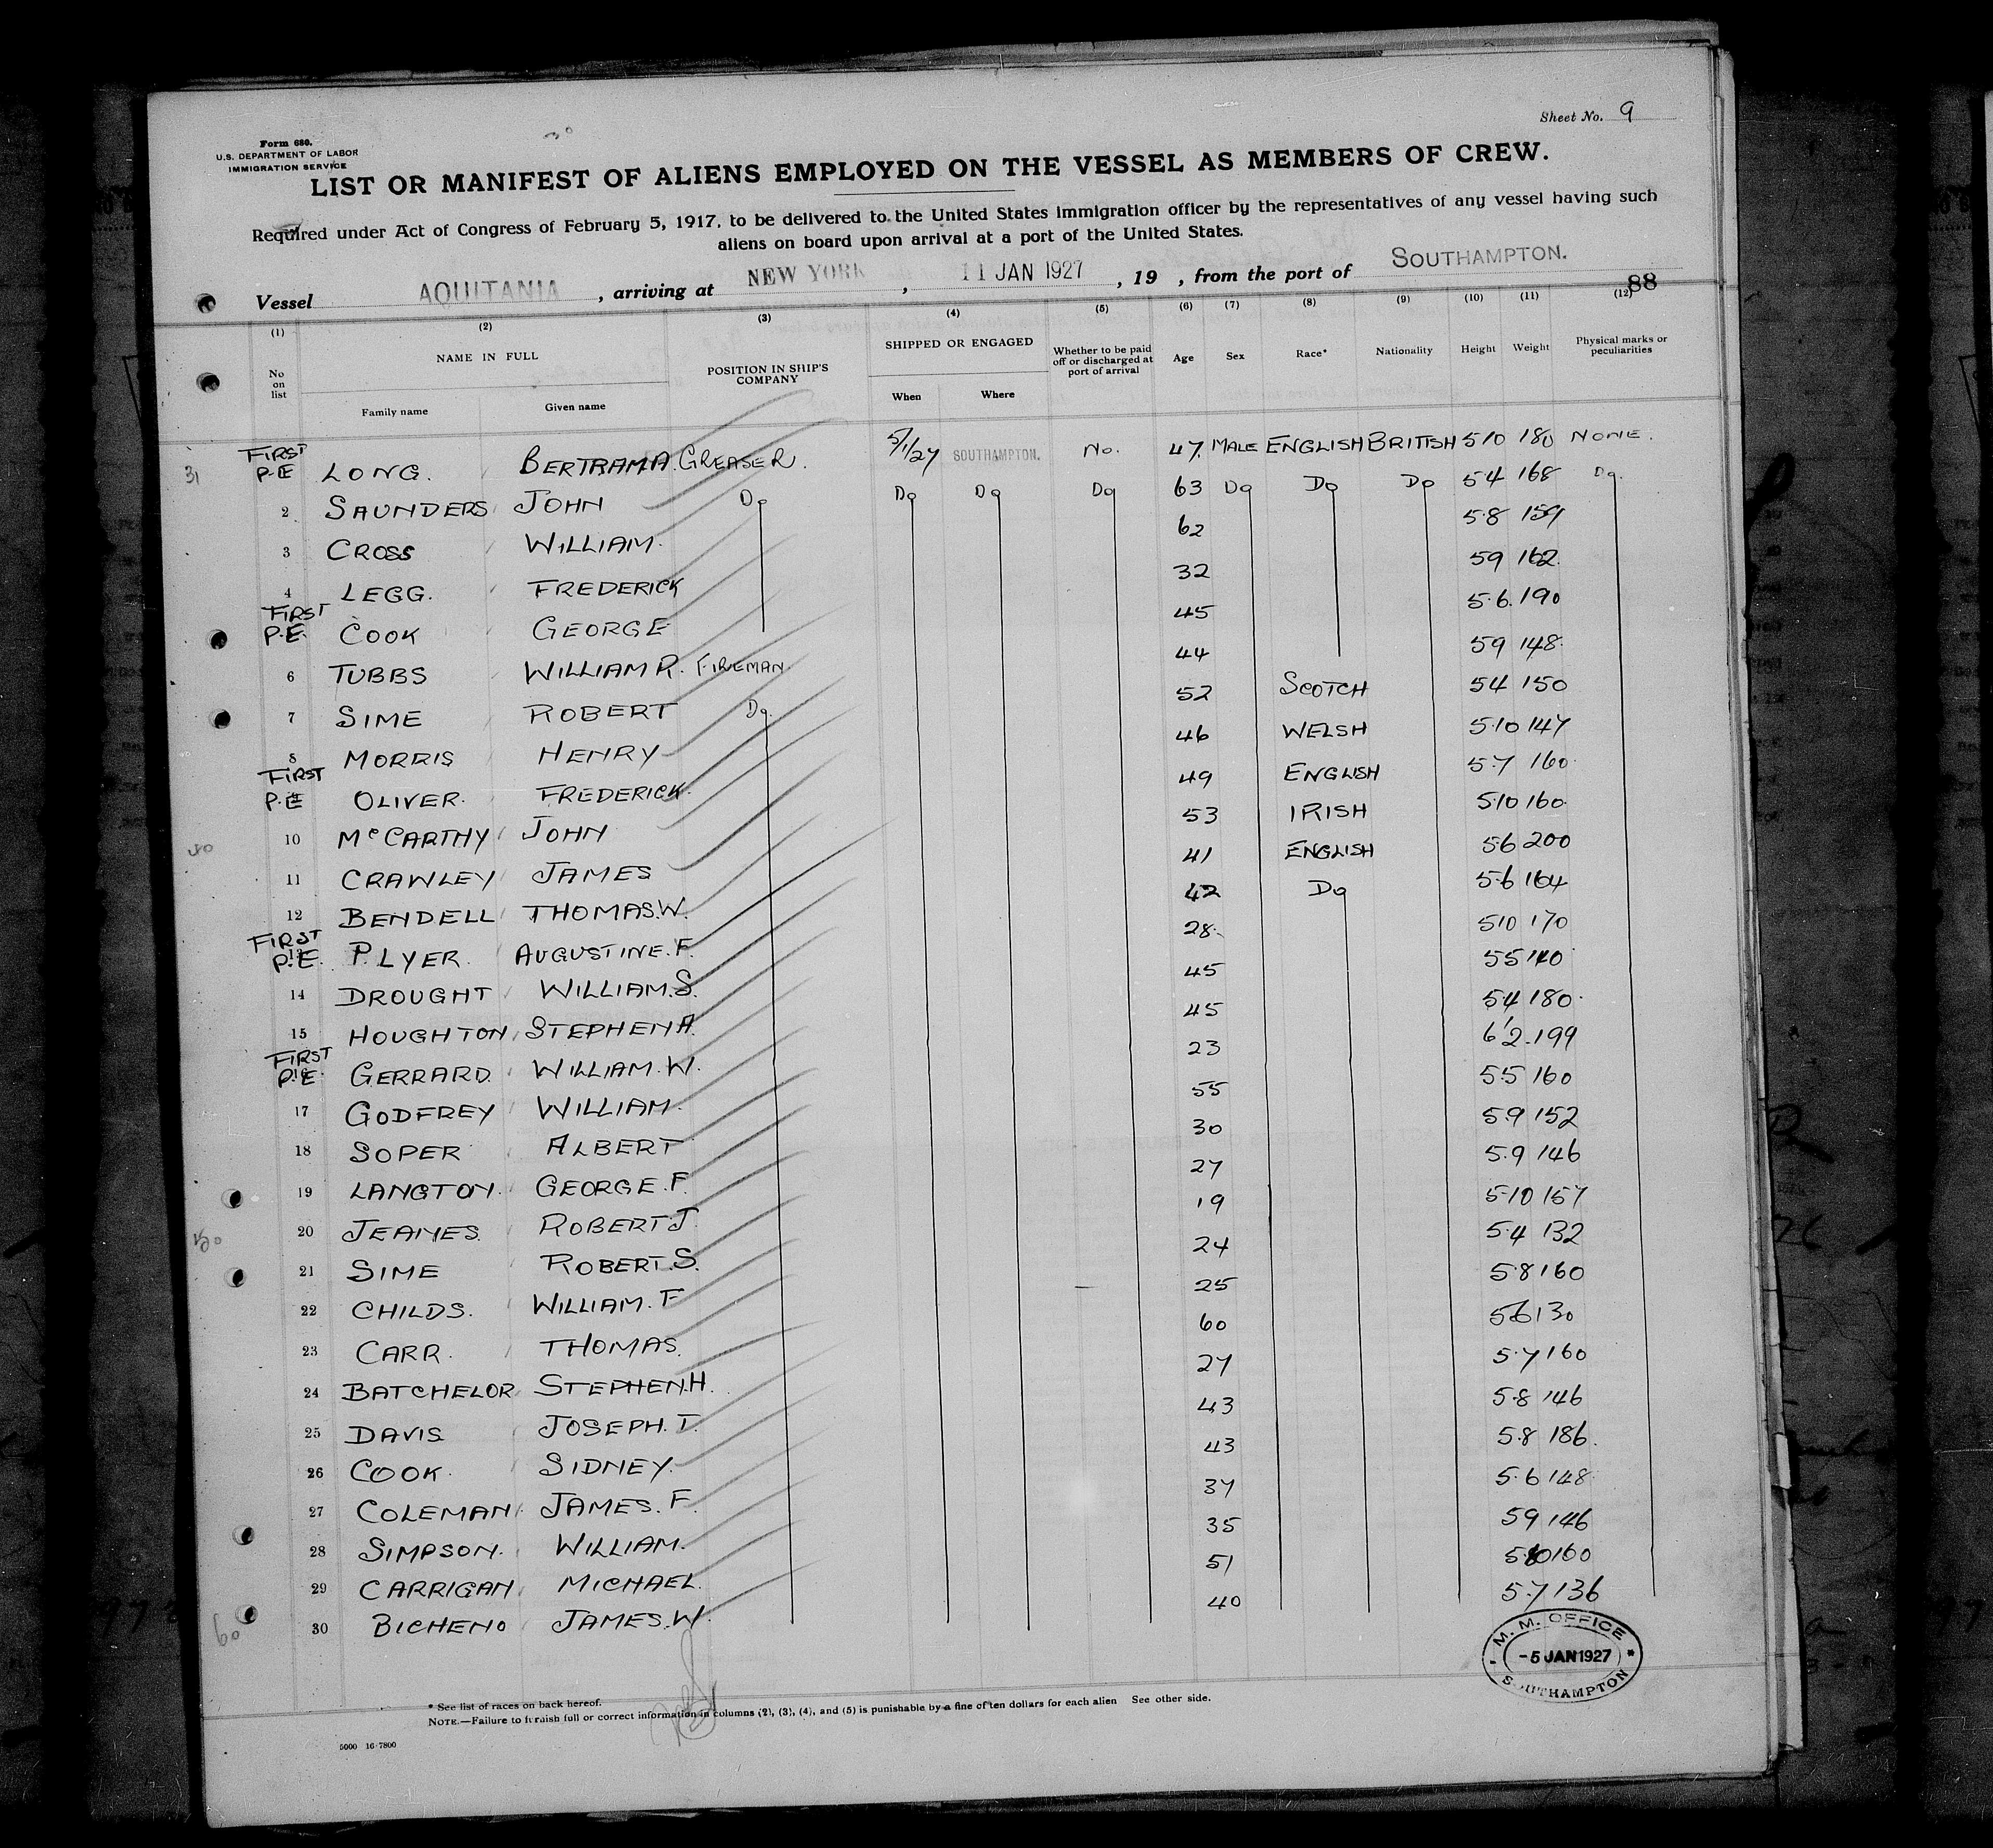 Sheet No. 9
Form 680.
U.S. DEPARTMENT OF LABOR
IMMIGRATION SERVICE
LIST OR MANIFEST OF ALIENS EMPLOYED ON THE VESSEL AS MEMBERS OF CREW.
Required under Act of Congress of February 5, 1917, to be delivered to the United States immigration officer by the representatives of any vessel having such
aliens on board upon arrival at a port of the United States.
Vessel AQUITANIA , arriving at NEW YORK , 11 JAN 1927 , 19 , from the port of SOUTHAMPTON.
88
(1) (2) (3) (4) (5) (6) (7) (8) (9) (10) (11) (12)
No on list NAME IN FULL POSITION IN SHIP'S COMPANY SHIPPED OR ENGAGED Whether to be paid off or discharged at port of arrival Age Sex Race* Nationality Height Weight Physical marks or peculiarities
Family name Given name When Where
31 FIRST P.E LONG. BERTRAM A. GREASER. 5/1/27 SOUTHAMPTON. No. 47. MALE ENGLISH BRITISH 5 10 180 NONE.
2 SAUNDERS JOHN Do Do Do Do 63 Do Do Do 5.4 168 Do
3 CROSS WILLIAM. 62 5.8 159
4 LEGG. FREDERICK 32 59 162.
FIRST P.E. COOK GEORGE 45 5.6. 190
6 TUBBS WILLIAM R. FIREMAN. 44 59 148.
7 SIME ROBERT Do. 52 SCOTCH 54 150
8 MORRIS HENRY 46 WELSH 5.10 147
FIRST P.E OLIVER. FREDERICK. 49 ENGLISH 5.7 160.
40 10 McCARTHY JOHN 53 IRISH 5.10 160.
11 CRAWLEY JAMES 41 ENGLISH 5.6 200
12 BENDELL THOMAS.W. 42 Do 5.6 164
FIRST P.E. PLYER. AUGUSTINE.F. 28. 510 170
14 DROUGHT WILLIAM.S. 45 55 140
15 HOUGHTON STEPHEN A. 45 5.4 180.
FIRST P.E. GERRARD. WILLIAM.W. 23 6'2. 199
17 GODFREY WILLIAM. 55 5.5 160
18 SOPER ALBERT 30 5.9 152
19 LANGTON. GEORGE.F. 27 5.9 146
50 20 JEAMES. ROBERT J 19 5.10 157
21 SIME ROBERT.S. 24 5.4 132
22 CHILDS. WILLIAM.F 25 5.8 160
23 CARR. THOMAS. 60 5.6 130
24 BATCHELOR STEPHEN.H. 27 5.7 160
25 DAVIS JOSEPH.T. 43 5.8 146
26 COOK. SIDNEY. 43 5.8 186.
27 COLEMAN JAMES.F. 37 5.6 148.
28 SIMPSON. WILLIAM. 35 59 146
29 CARRIGAN MICHAEL. 51 5.10 160
60 30 BICHENO JAMES.W. 40 5.7 136
M. M. OFFICE
-5 JAN 1927
SOUTHAMPTON
* See list of races on back hereof.
NOTE.—Failure to furnish full or correct information in columns (2), (3), (4), and (5) is punishable by a fine of ten dollars for each alien See other side.
5000 16-7800